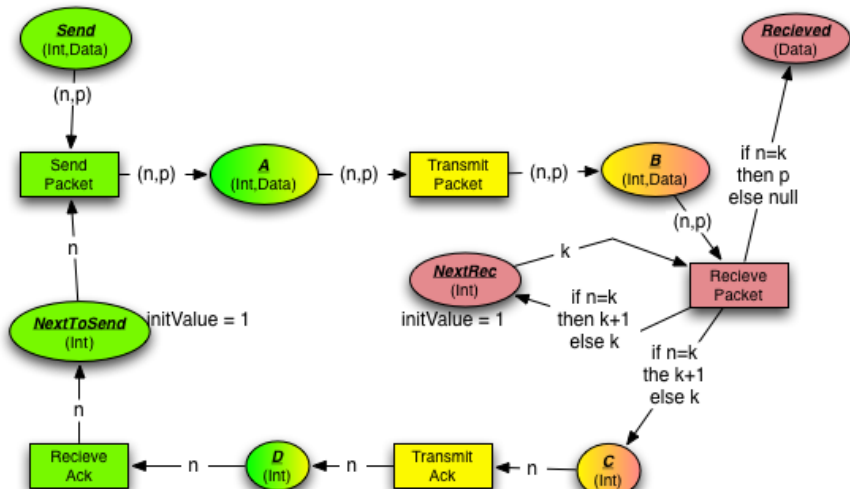 Send
(Int,Data)
Recieved
(Data)
(n,p)
Send
Packet
(n,p)
A
(Int,Data)
(n,p)
Transmit
Packet
(n,p)
B
(Int,Data)
if n=k
then p
else null
(n,p)
n
k
NextRec
(Int)
initValue = 1
Recieve
Packet
if n=k
then k+1
else k
NextToSend
(Int)
initValue = 1
if n=k
the k+1
else k
n
Recieve
Ack
n
D
(Int)
n
Transmit
Ack
n
C
(Int)